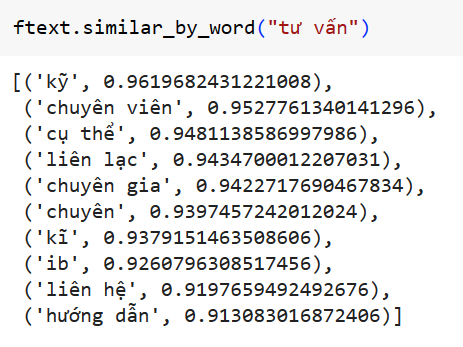 ftext.similar_by_word("tư vấn")
[('kỹ', 0.9619682431221008),
('chuyên viên', 0.9527761340141296),
('cụ thể', 0.9481138586997986),
('liên lạc', 0.9434700012207031),
('chuyên gia', 0.9422717690467834),
('chuyên', 0.9397457242012024),
('kĩ', 0.9379151463508606),
('ib', 0.9260796308517456),
('liên hệ', 0.9197659492492676),
('hướng dẫn', 0.913083016872406)]